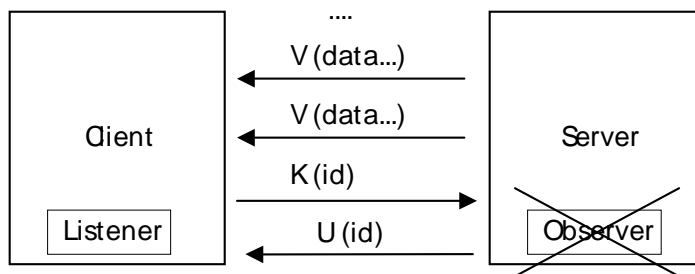 ....
V(data...)
V(data...)
Client
Server
K(id)
Listener
U(id)
Observer